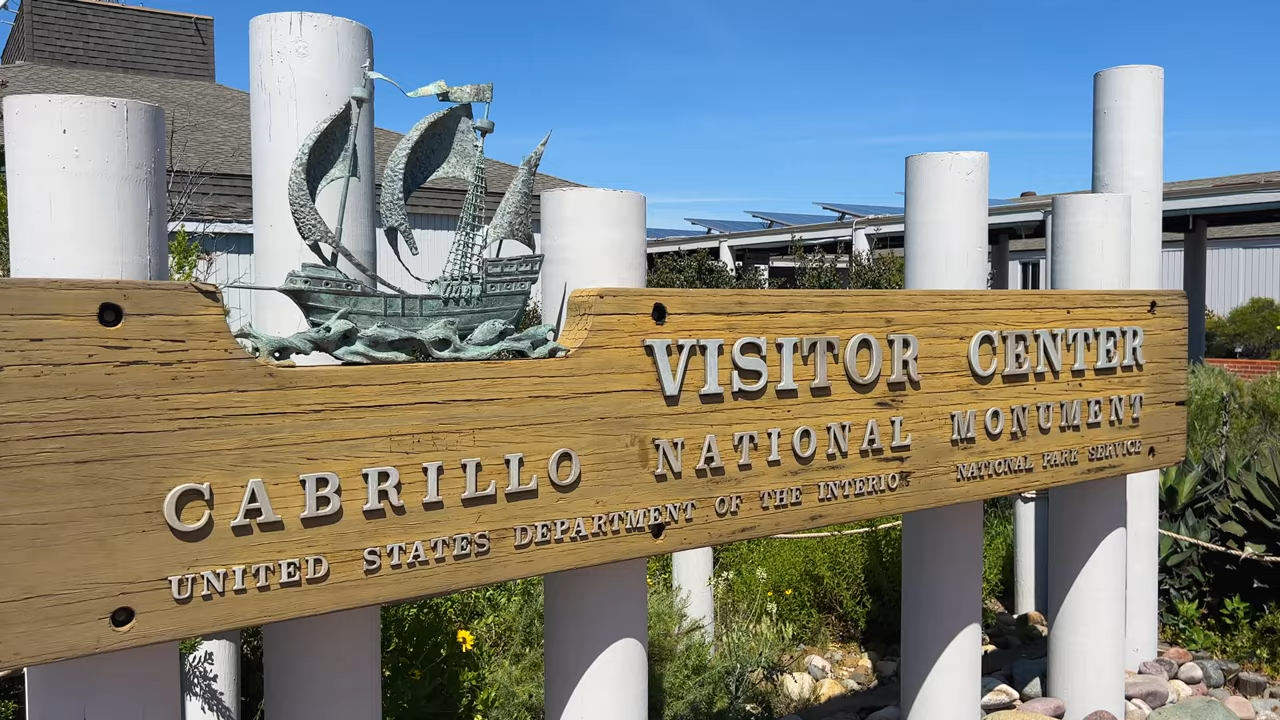 VISITOR CENTER
CABRILLO NATIONAL MONUMENT
UNITED STATES DEPARTMENT OF THE INTERIOR NATIONAL PARK SERVICE